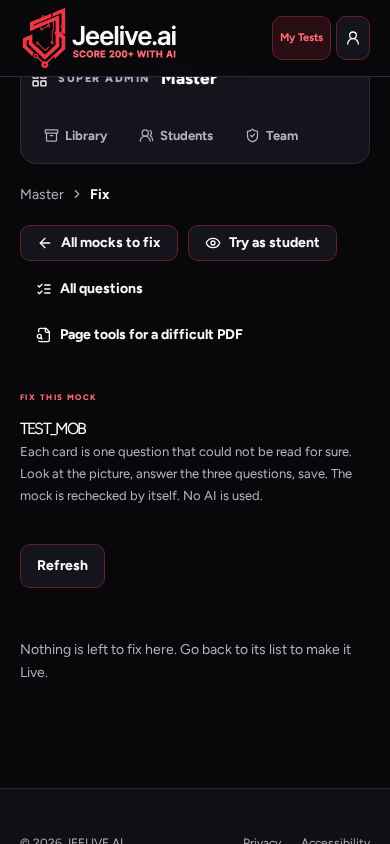 Jeelive.ai
SCORE 200+ WITH AI
My Tests
SUPER ADMIN Master
Library Students Team
Master > Fix
All mocks to fix Try as student
All questions
Page tools for a difficult PDF
FIX THIS MOCK
TEST_MOB
Each card is one question that could not be read for sure.
Look at the picture, answer the three questions, save. The
mock is rechecked by itself. No AI is used.
Refresh
Nothing is left to fix here. Go back to its list to make it
Live.
© 2026 JEELIVE.AI Privacy Accessibility